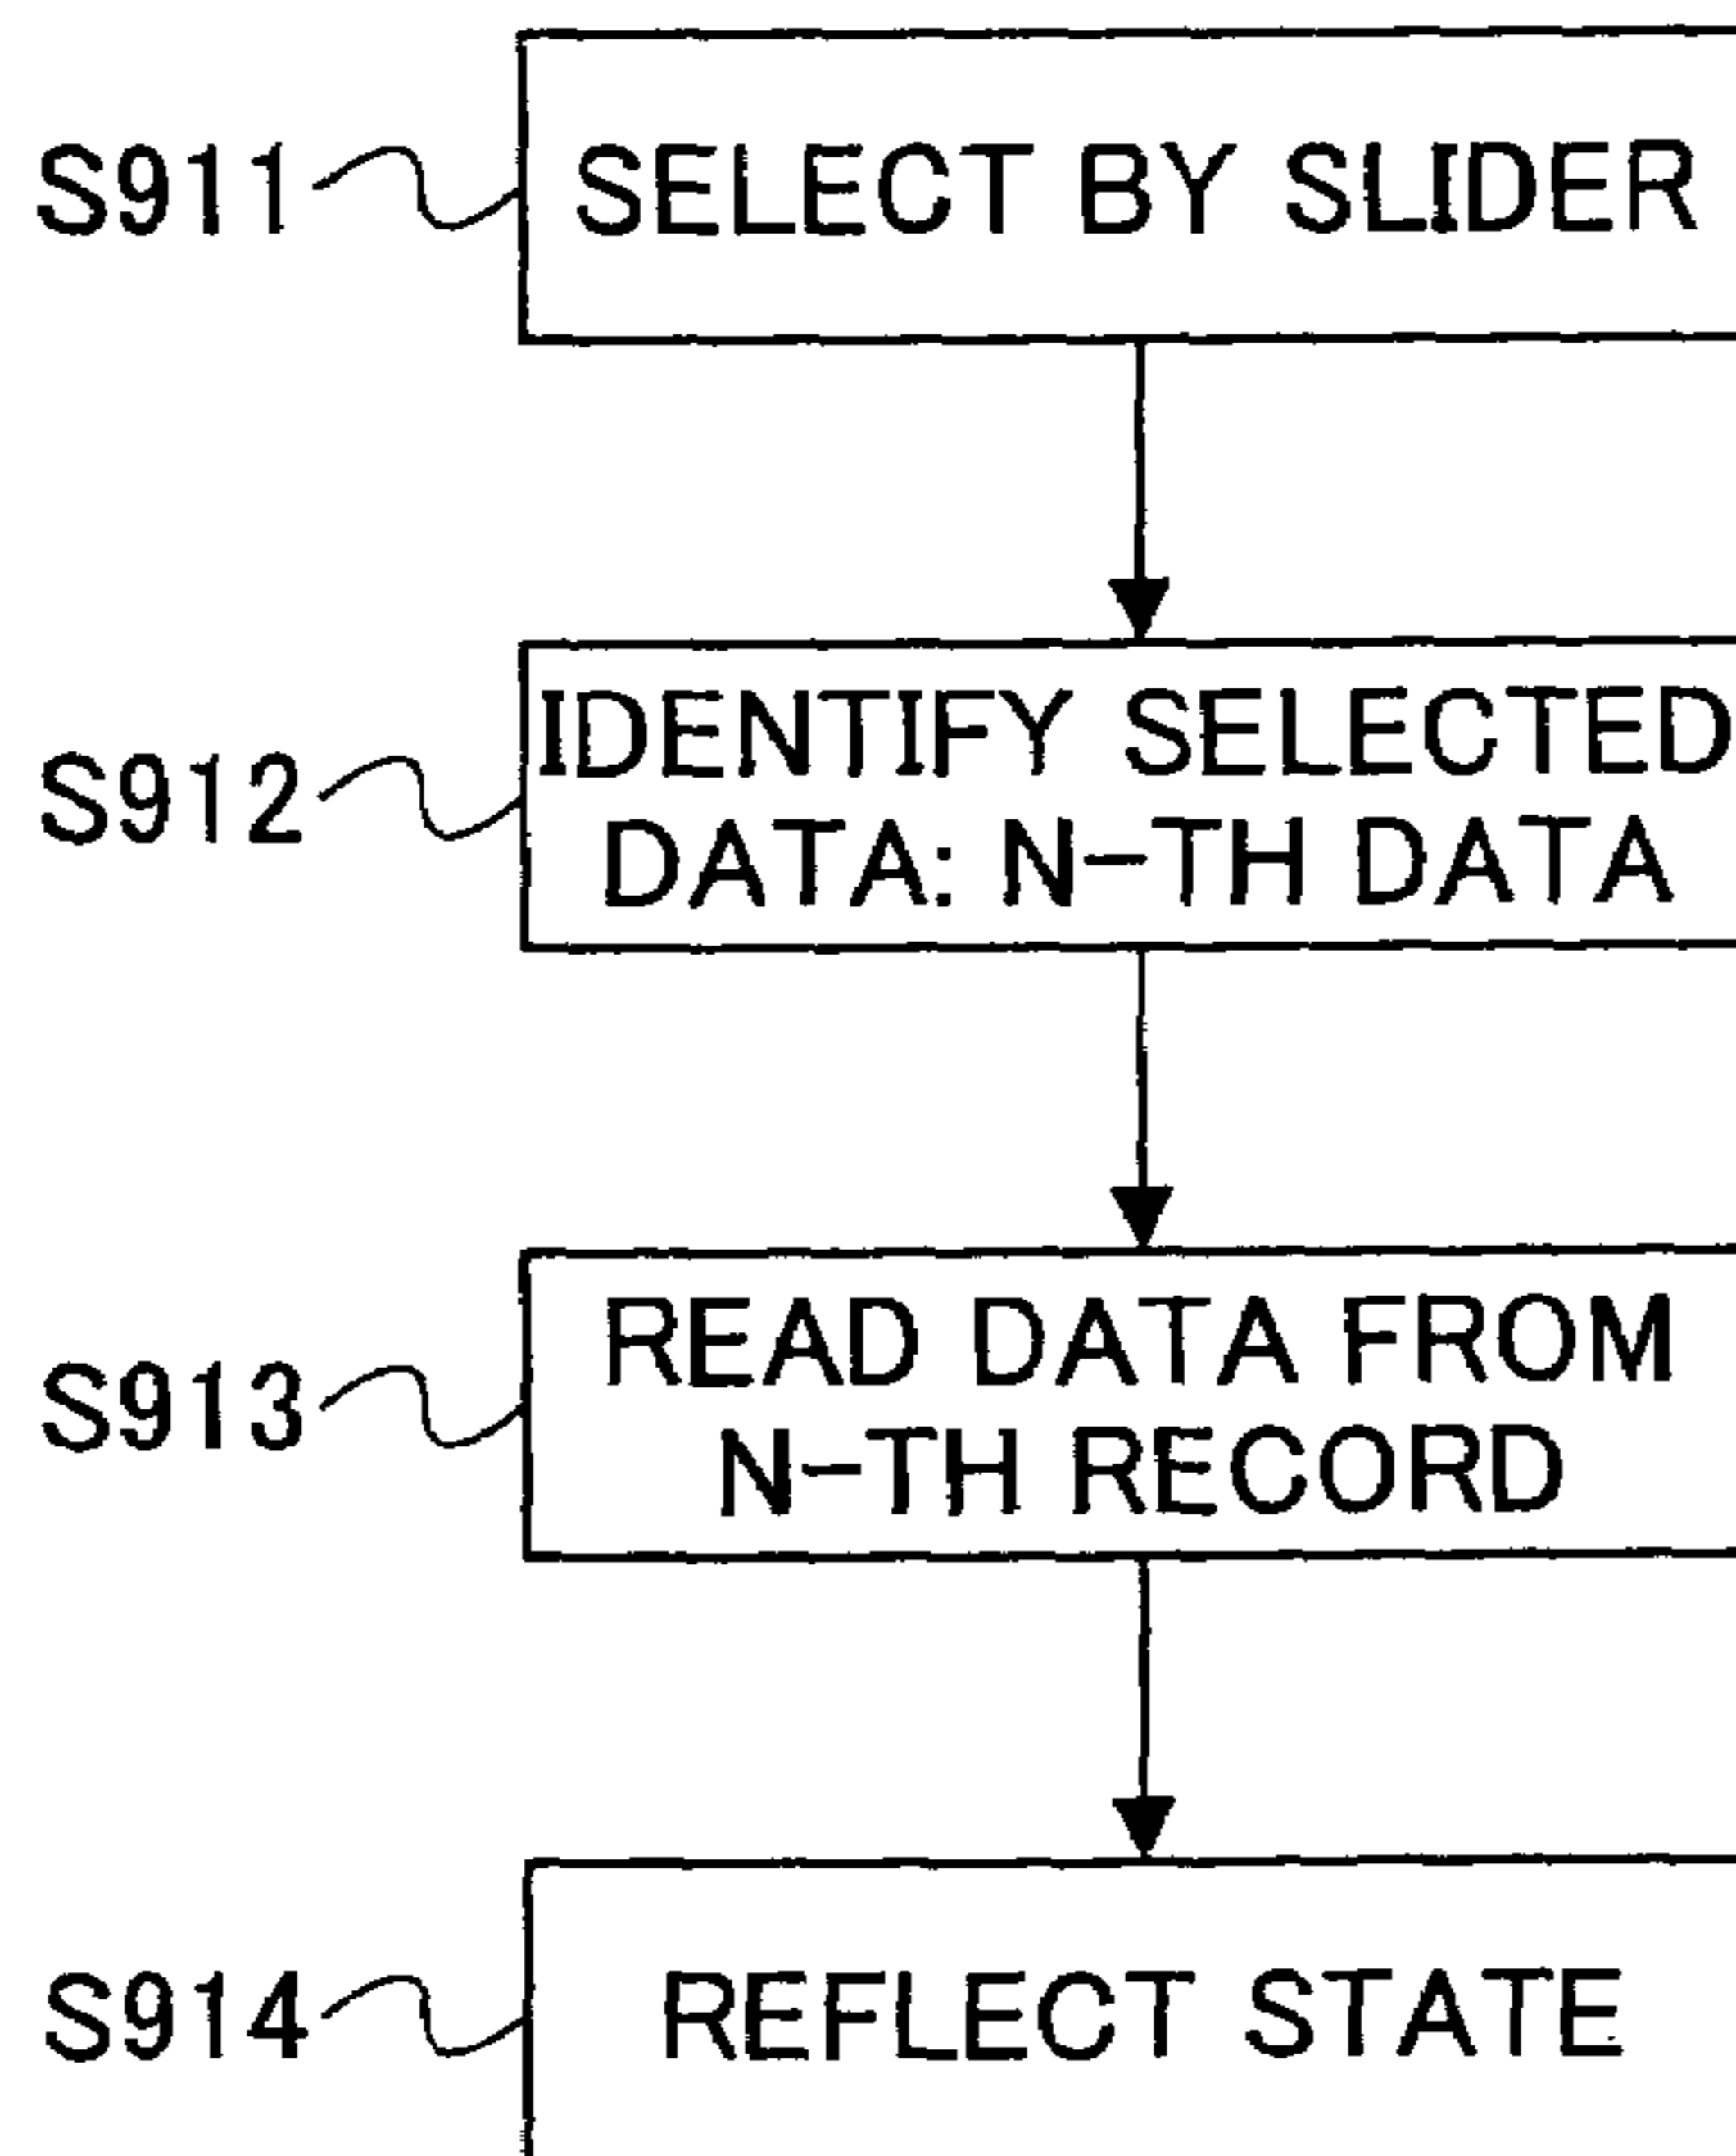 S911 SELECT BY SLIDER
S912 IDENTIFY SELECTED
DATA: N-TH DATA
S913 READ DATA FROM
N-TH RECORD
S914 REFLECT STATE